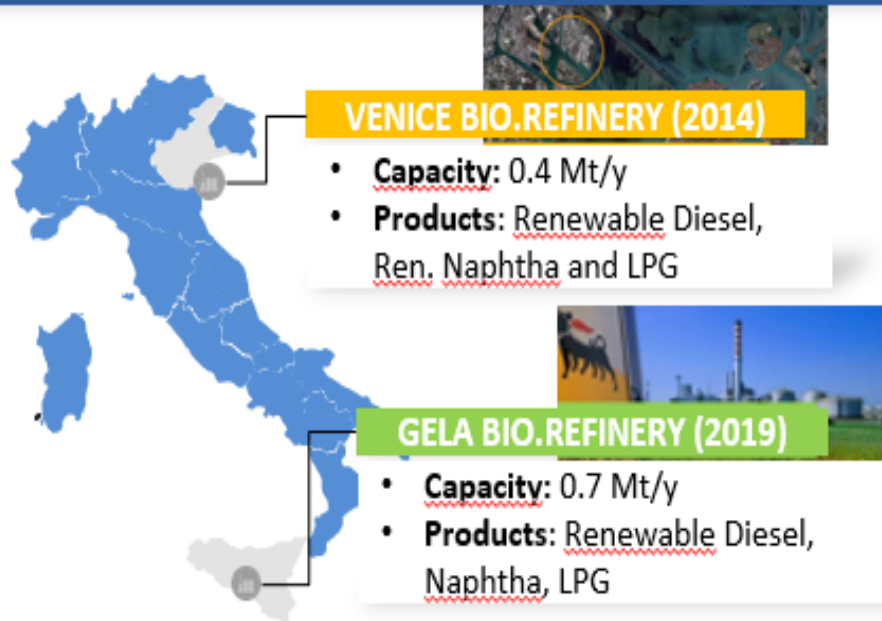 VENICE BIO.REFINERY (2014)
• Capacity: 0.4 Mt/y
• Products: Renewable Diesel,
Ren. Naphtha and LPG
GELA BIO.REFINERY (2019)
• Capacity: 0.7 Mt/y
• Products: Renewable Diesel,
Naphtha, LPG